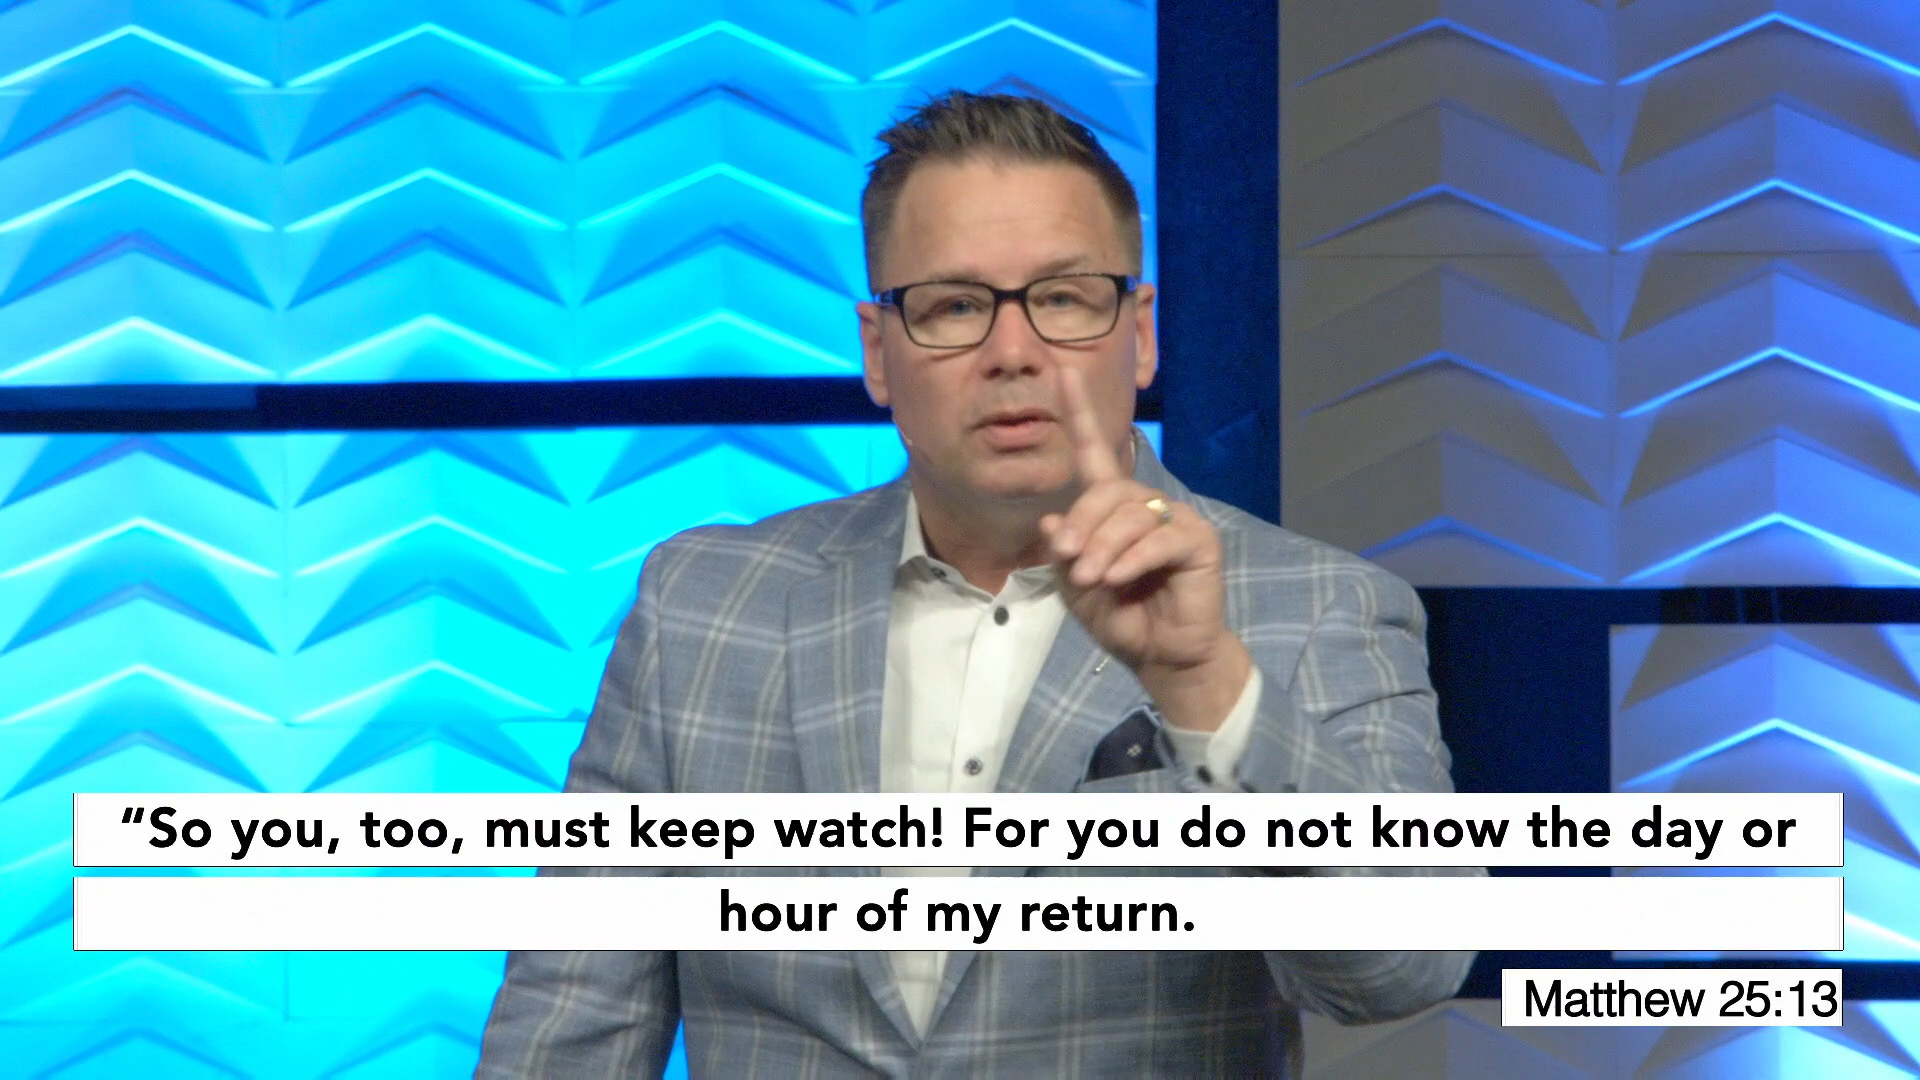 “So you, too, must keep watch! For you do not know the day or
hour of my return.
Matthew 25:13